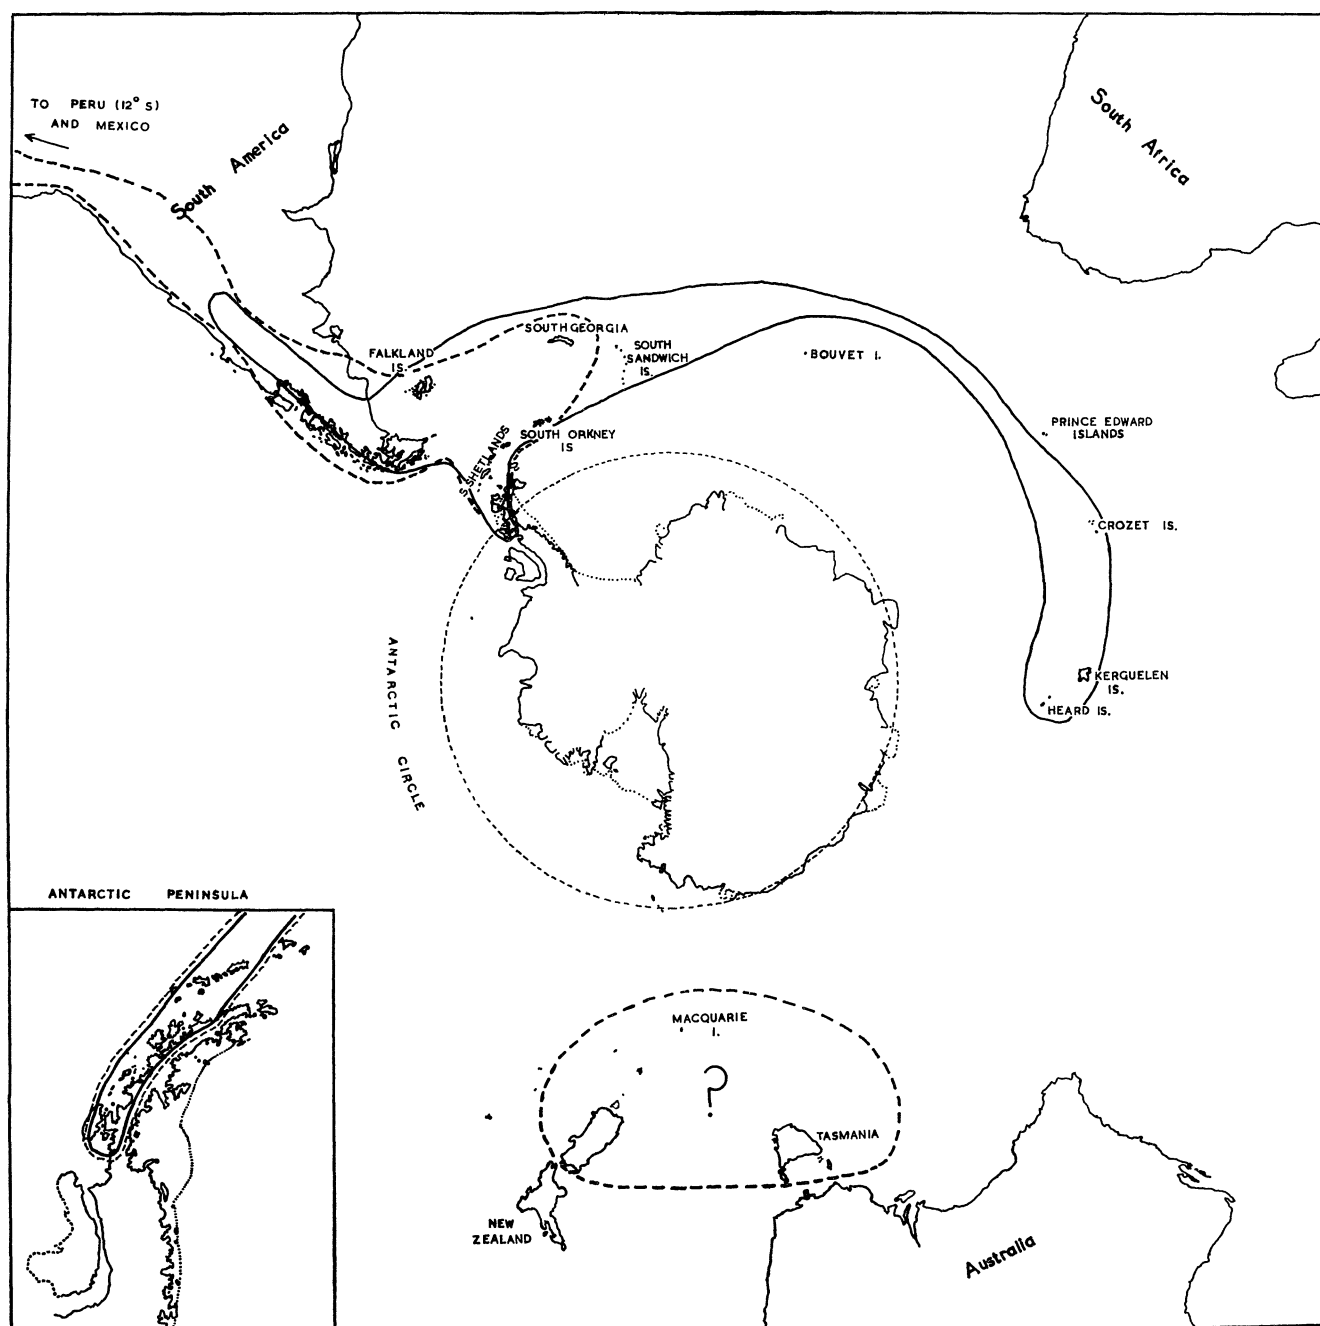 TO PERU (12° S)
AND MEXICO
South America
South Africa
SOUTH GEORGIA
FALKLAND
IS.
SOUTH
SANDWICH
IS.
BOUVET I.
PRINCE EDWARD
ISLANDS
SOUTH ORKNEY
IS
S SHETLANDS
CROZET IS.
ANTARCTIC CIRCLE
KERGUELEN
IS.
HEARD IS.
ANTARCTIC PENINSULA
MACQUARIE
I.
?
TASMANIA
NEW
ZEALAND
Australia